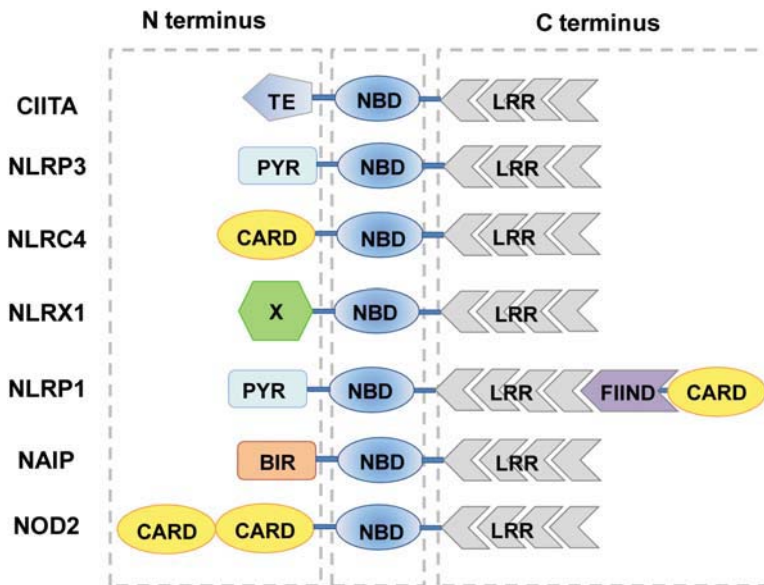 N terminus C terminus
CIITA TE NBD LRR
NLRP3 PYR NBD LRR
NLRC4 CARD NBD LRR
NLRX1 X NBD LRR
NLRP1 PYR NBD LRR FIIND CARD
NAIP BIR NBD LRR
NOD2 CARD CARD NBD LRR